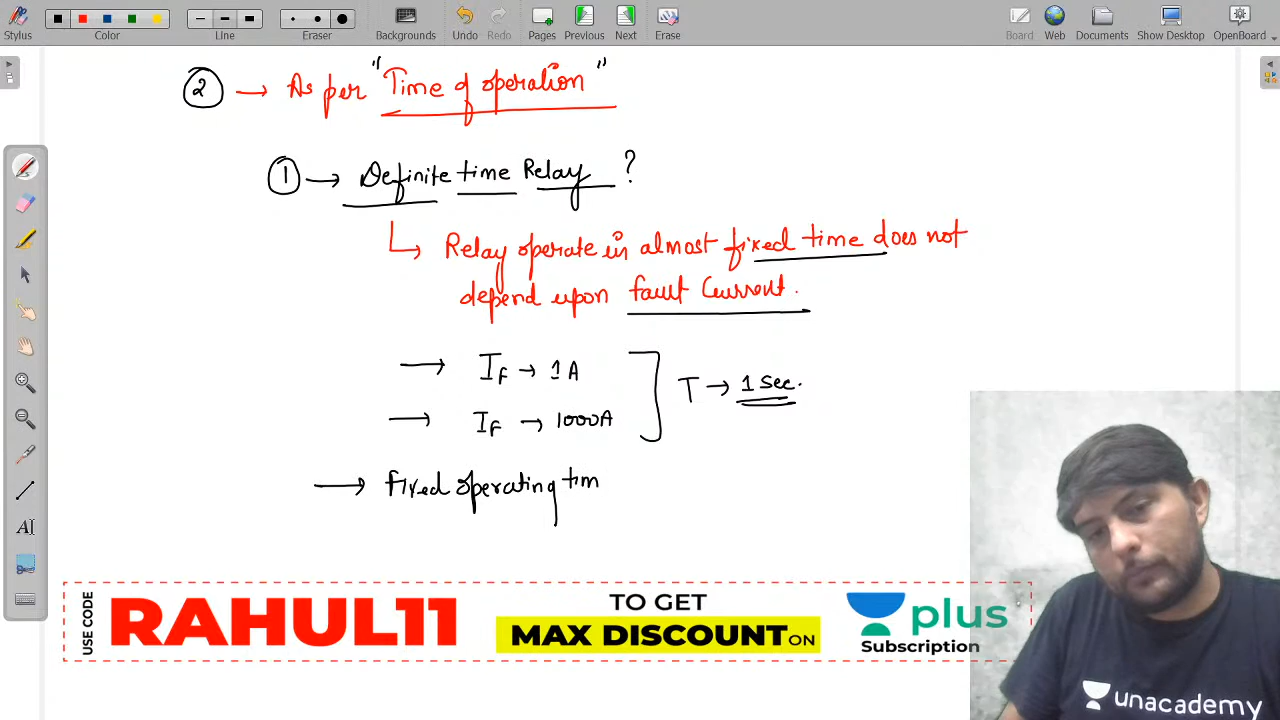 Stylus
Color
Line
Eraser
Backgrounds
Undo
Redo
Pages
Previous
Next
Erase
Board
Web
Documents
Show Desktop
OpenBoard
② → As per "Time of operation"
① → Definite time Relay ?
↳ Relay operate in almost fixed time does not
depend upon fault Current.
→ IF → 1A
T → 1 Sec.
→ IF → 1000A
→ fixed operating tim
USE CODE
RAHUL11
TO GET
MAX DISCOUNT ON
plus
Subscription
unacademy